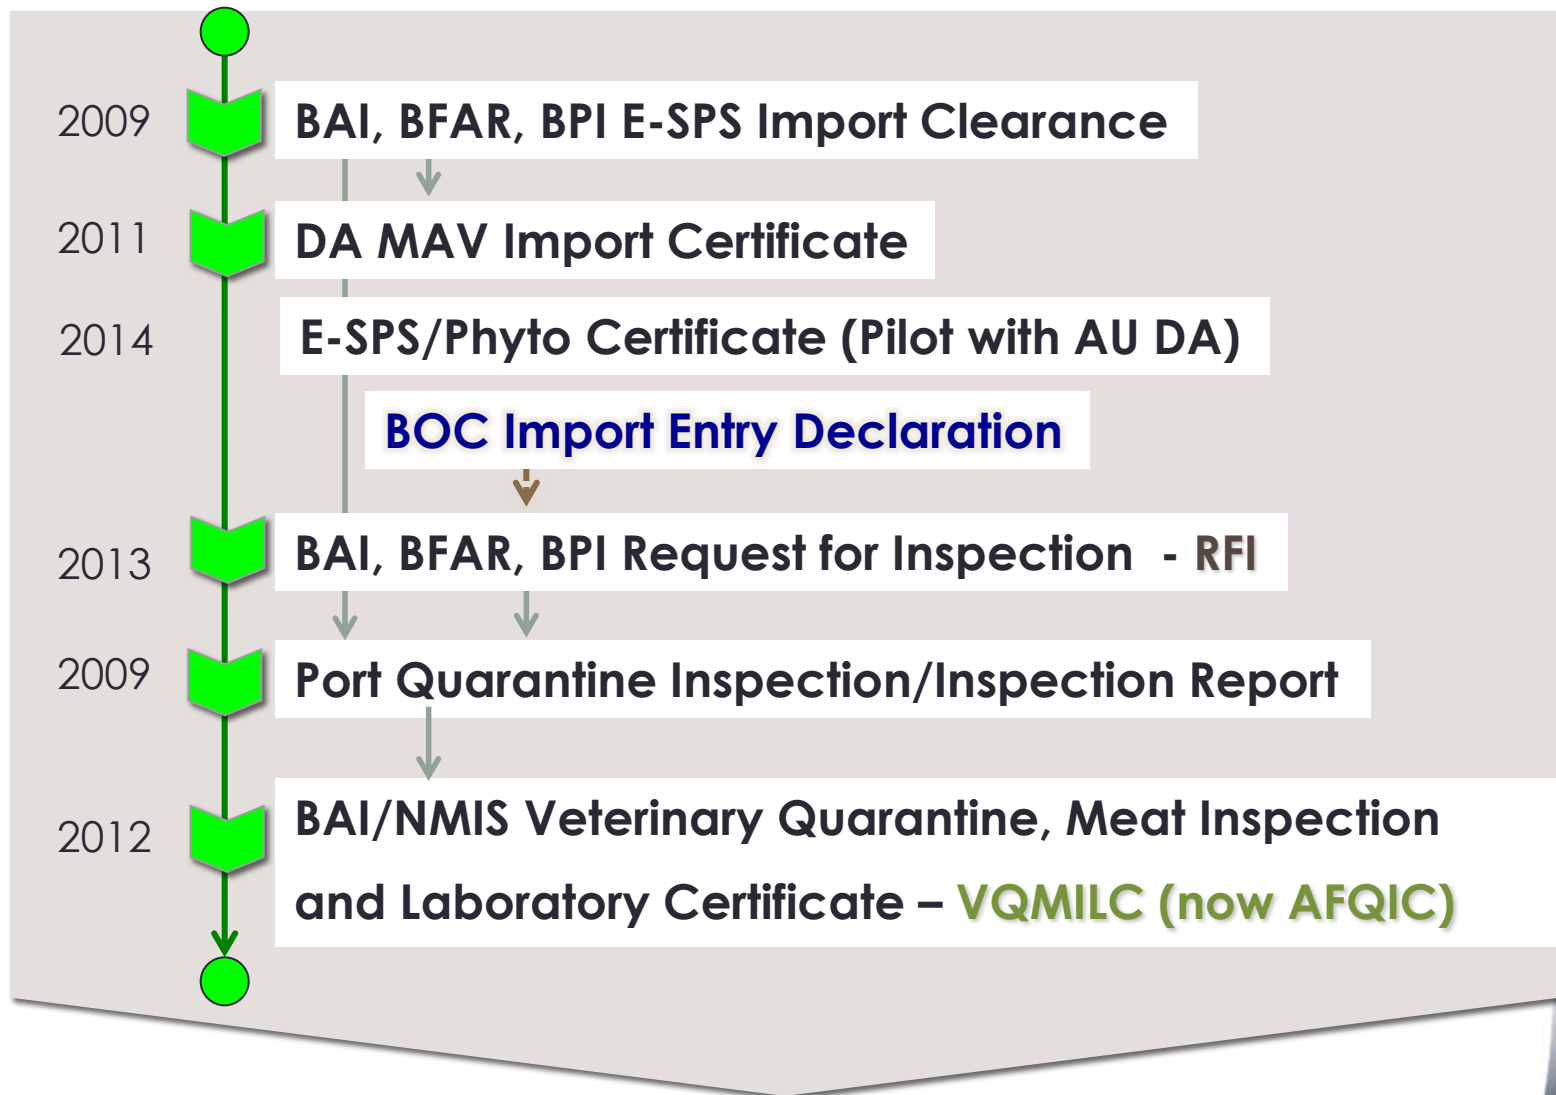 2009
BAI, BFAR, BPI E-SPS Import Clearance
2011
DA MAV Import Certificate
2014
E-SPS/Phyto Certificate (Pilot with AU DA)
BOC Import Entry Declaration
2013
BAI, BFAR, BPI Request for Inspection - RFI
2009
Port Quarantine Inspection/Inspection Report
2012
BAI/NMIS Veterinary Quarantine, Meat Inspection
and Laboratory Certificate – VQMILC (now AFQIC)